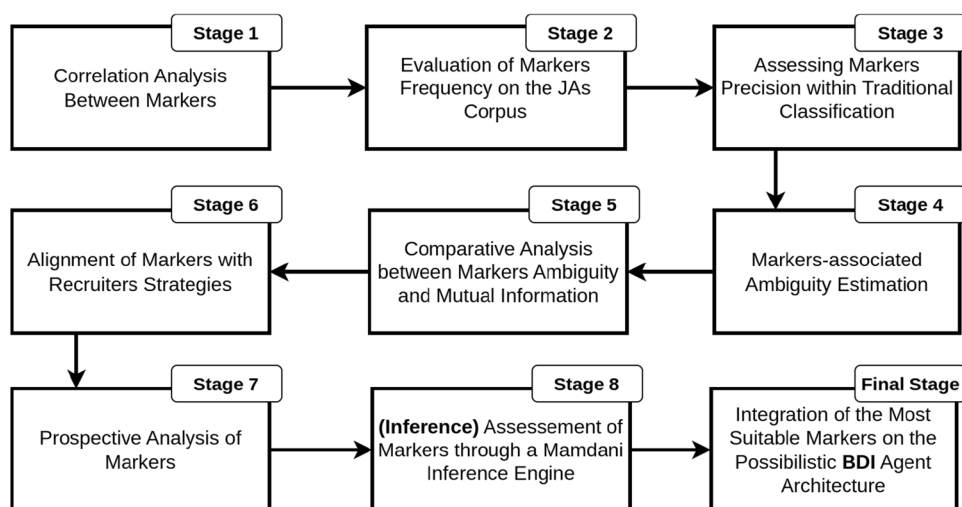 Stage 1
Correlation Analysis
Between Markers
Stage 2
Evaluation of Markers
Frequency on the JAs
Corpus
Stage 3
Assessing Markers
Precision within Traditional
Classification
Stage 4
Markers-associated
Ambiguity Estimation
Stage 5
Comparative Analysis
between Markers Ambiguity
and Mutual Information
Stage 6
Alignment of Markers with
Recruiters Strategies
Stage 7
Prospective Analysis of
Markers
Stage 8
(Inference) Assessement of
Markers through a Mamdani
Inference Engine
Final Stage
Integration of the Most
Suitable Markers on the
Possibilistic BDI Agent
Architecture